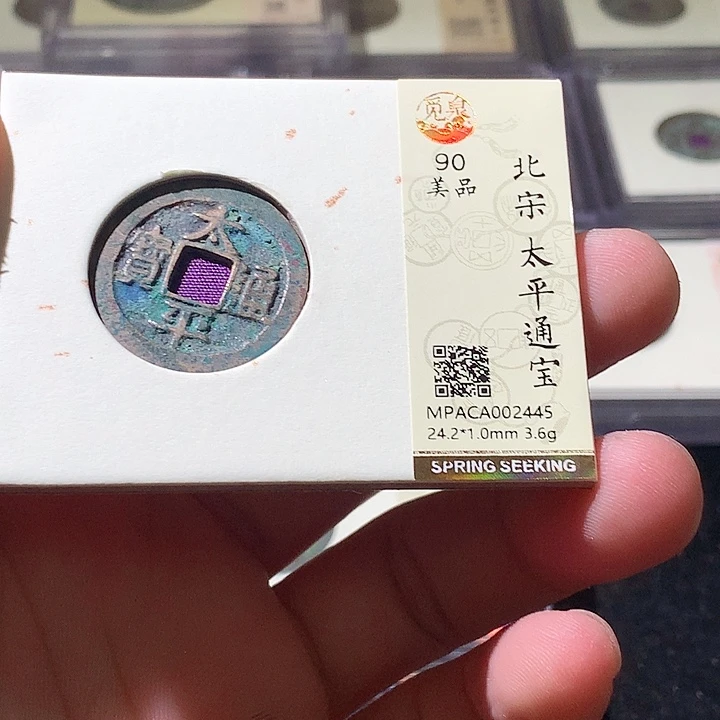 太平通寳
觅泉
90
美品
北宋 太平通宝
MPACA002445
24.2*1.0mm 3.6g
SPRING SEEKING